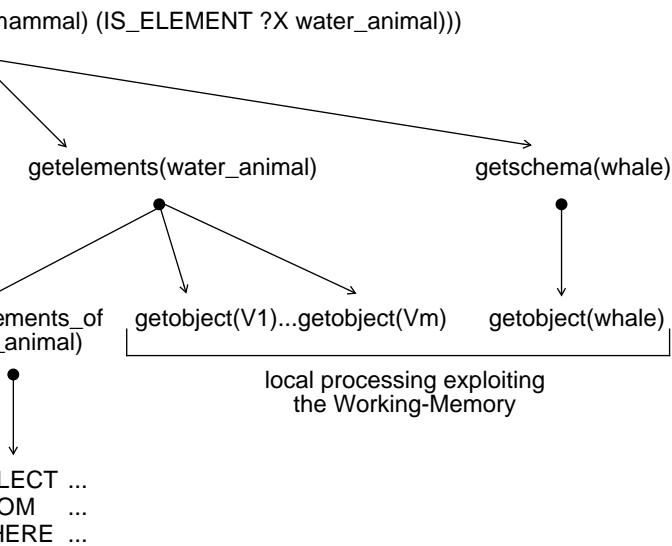 nammal) (IS_ELEMENT ?X water_animal)))
getelements(water_animal)
getschema(whale)
ements_of
_animal)
getobject(V1)...getobject(Vm)
getobject(whale)
local processing exploiting
the Working-Memory
LECT ...
OM ...
HERE ...